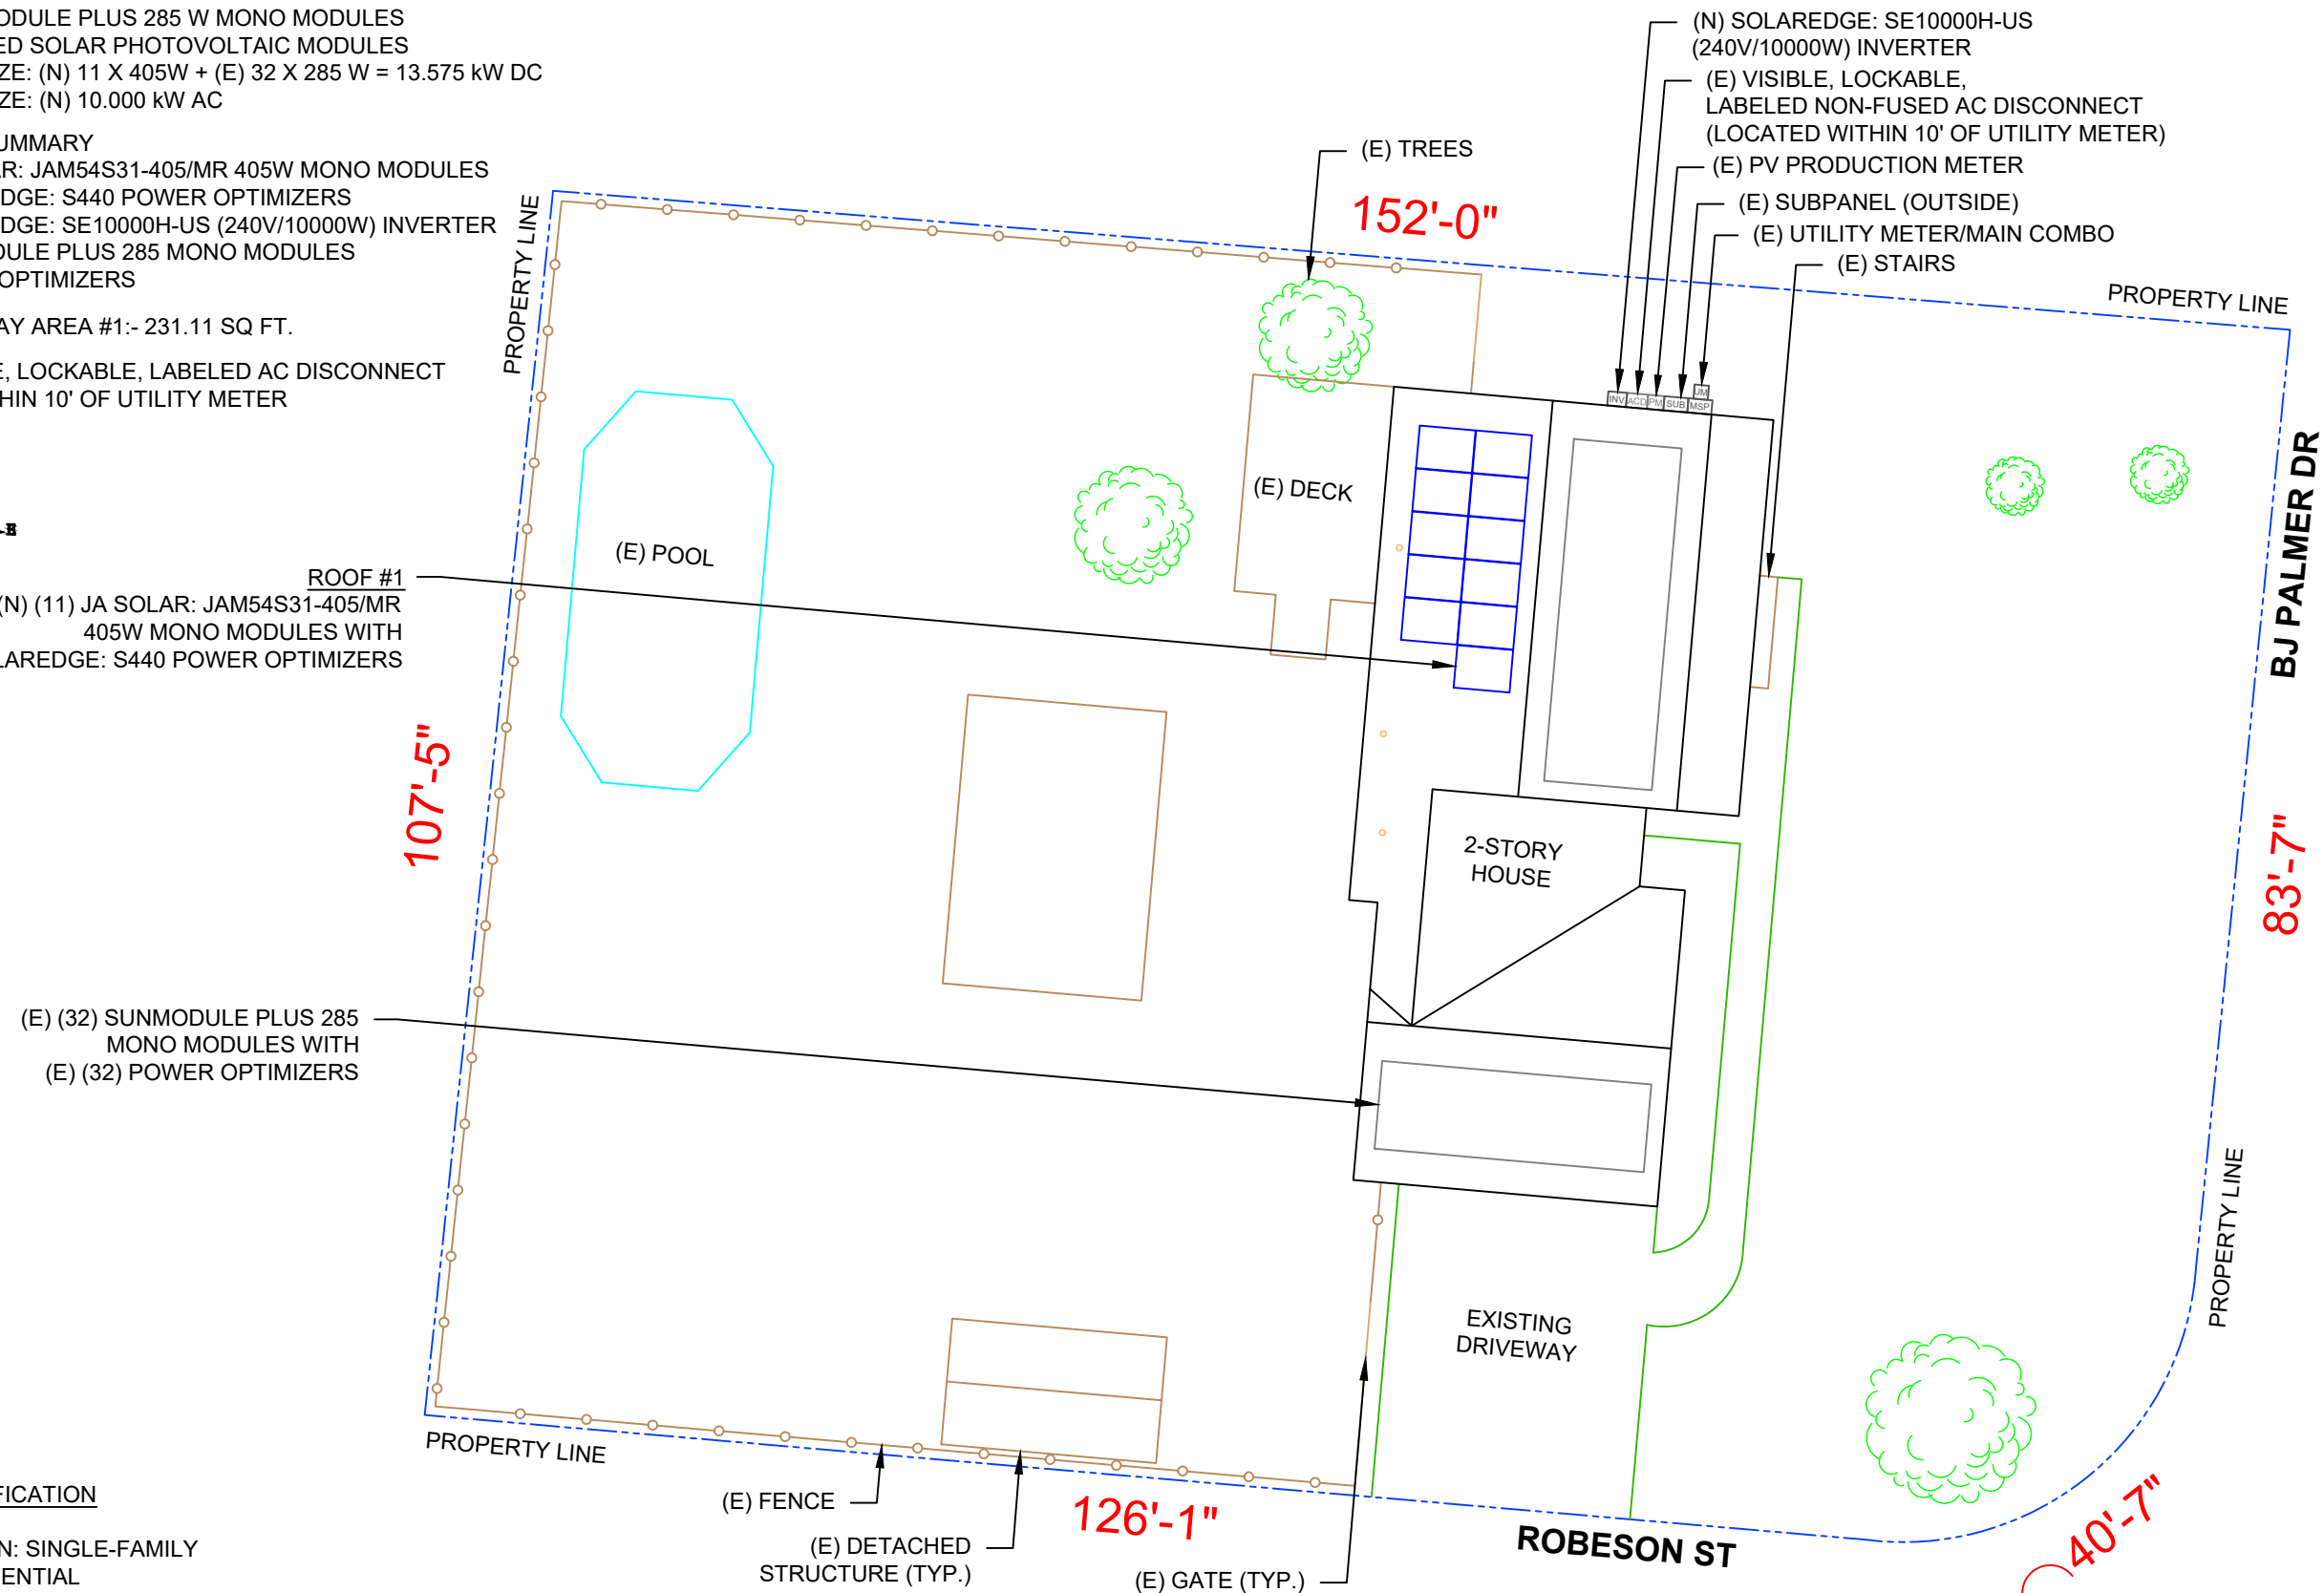 ODULE PLUS 285 W MONO MODULES
ED SOLAR PHOTOVOLTAIC MODULES
ZE: (N) 11 X 405W + (E) 32 X 285 W = 13.575 kW DC
ZE: (N) 10.000 kW AC
UMMARY
AR: JAM54S31-405/MR 405W MONO MODULES
DGE: S440 POWER OPTIMIZERS
DGE: SE10000H-US (240V/10000W) INVERTER
DULE PLUS 285 MONO MODULES
OPTIMIZERS
AY AREA #1:- 231.11 SQ FT.
E, LOCKABLE, LABELED AC DISCONNECT
HIN 10' OF UTILITY METER
(N) SOLAREDGE: SE10000H-US
(240V/10000W) INVERTER
(E) VISIBLE, LOCKABLE,
LABELED NON-FUSED AC DISCONNECT
(LOCATED WITHIN 10' OF UTILITY METER)
(E) PV PRODUCTION METER
(E) SUBPANEL (OUTSIDE)
(E) UTILITY METER/MAIN COMBO
(E) STAIRS
(E) TREES
152'-0"
PROPERTY LINE
PROPERTY LINE
INV
ACD
PM
SUB
MSP
UM
BJ PALMER DR
(E) DECK
(E) POOL
ROOF #1
(N) (11) JA SOLAR: JAM54S31-405/MR
405W MONO MODULES WITH
LAREDGE: S440 POWER OPTIMIZERS
107'-5"
2-STORY
HOUSE
83'-7"
(E) (32) SUNMODULE PLUS 285
MONO MODULES WITH
(E) (32) POWER OPTIMIZERS
PROPERTY LINE
EXISTING
DRIVEWAY
PROPERTY LINE
(E) FENCE
126'-1"
(E) DETACHED
STRUCTURE (TYP.)
(E) GATE (TYP.)
ROBESON ST
40'-7"
FICATION
N: SINGLE-FAMILY
ENTIAL